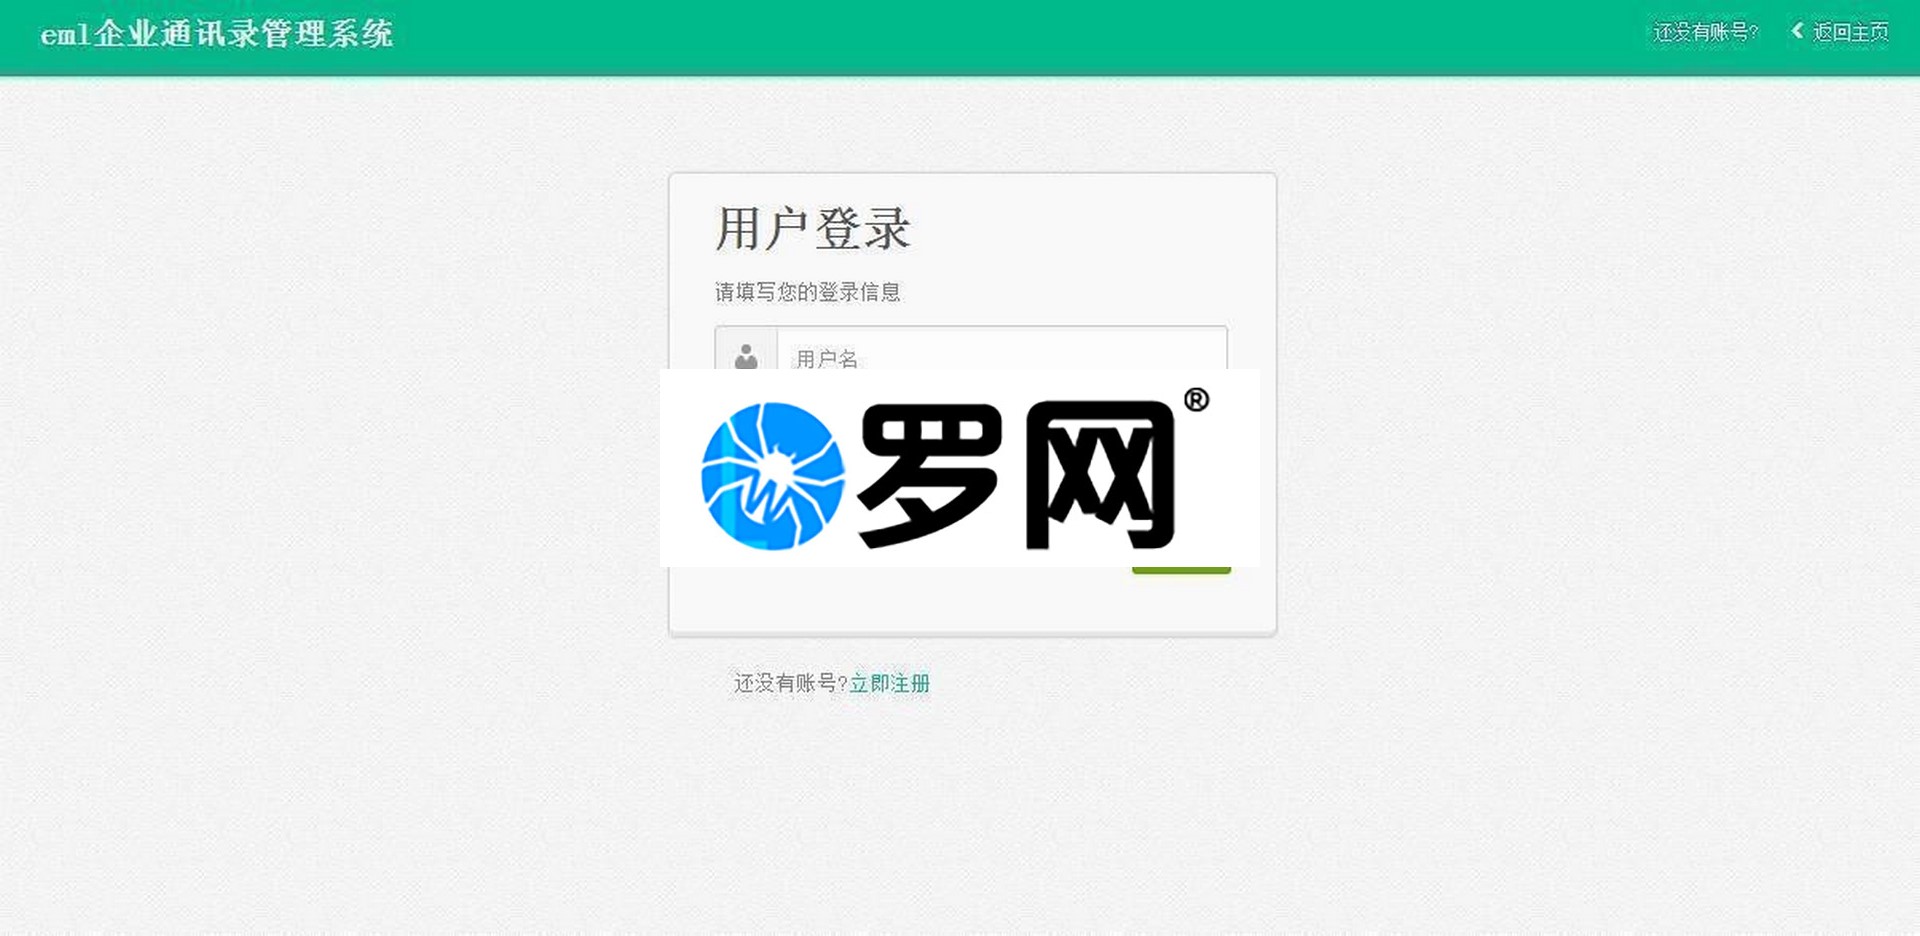 eml企业通讯录管理系统
还没有账号?
返回主页
用户登录
请填写您的登录信息
用户名
罗网®
还没有账号?立即注册